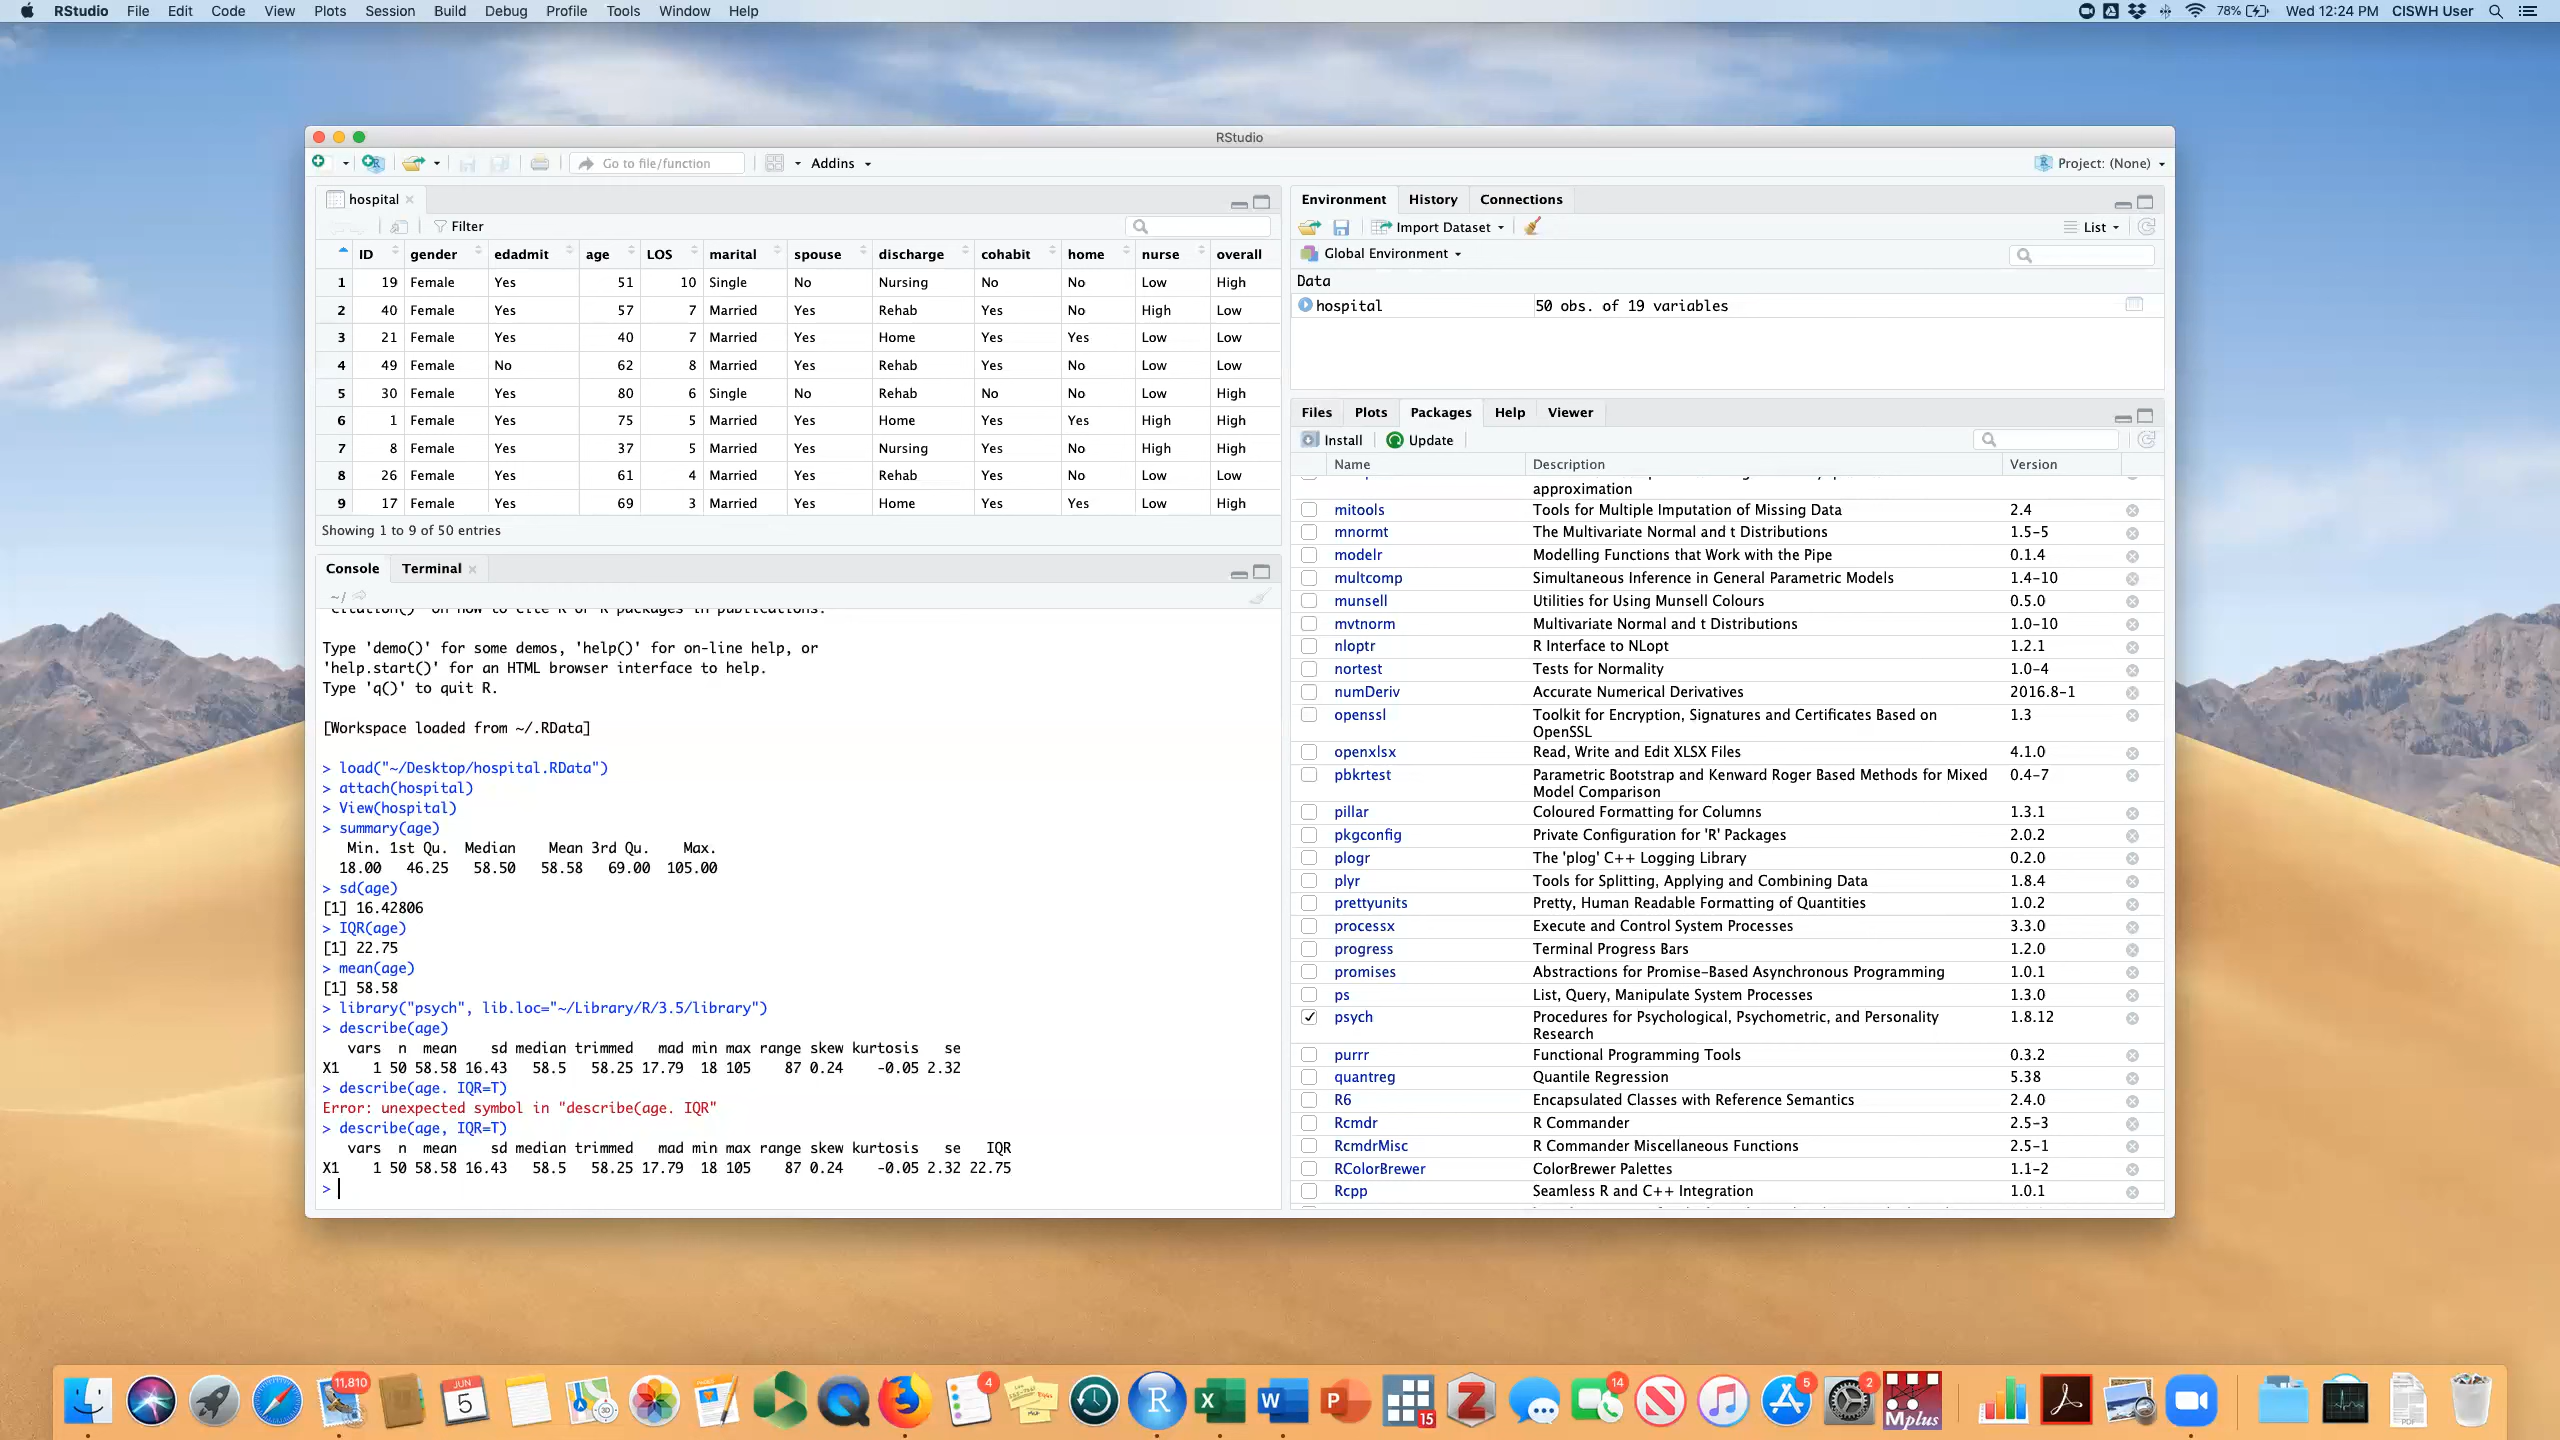 RStudio File Edit Code View Plots Session Build Debug Profile Tools Window Help 78% Wed 12:24 PM CISWH User
RStudio
Go to file/function Addins Project: (None)
hospital
Filter
ID gender edadmit age LOS marital spouse discharge cohabit home nurse overall
1 19 Female Yes 51 10 Single No Nursing No No Low High
2 40 Female Yes 57 7 Married Yes Rehab Yes No High Low
3 21 Female Yes 40 7 Married Yes Home Yes Yes Low Low
4 49 Female No 62 8 Married Yes Rehab Yes No Low Low
5 30 Female Yes 80 6 Single No Rehab No No Low High
6 1 Female Yes 75 5 Married Yes Home Yes Yes High High
7 8 Female Yes 37 5 Married Yes Nursing Yes No High High
8 26 Female Yes 61 4 Married Yes Rehab Yes No Low Low
9 17 Female Yes 69 3 Married Yes Home Yes Yes Low High
Showing 1 to 9 of 50 entries
Console Terminal
~/
'citation()' on how to cite R or R packages in publications.
Type 'demo()' for some demos, 'help()' for on-line help, or
'help.start()' for an HTML browser interface to help.
Type 'q()' to quit R.
[Workspace loaded from ~/.RData]
> load("~/Desktop/hospital.RData")
> attach(hospital)
> View(hospital)
> summary(age)
Min. 1st Qu. Median Mean 3rd Qu. Max.
18.00 46.25 58.50 58.58 69.00 105.00
> sd(age)
[1] 16.42806
> IQR(age)
[1] 22.75
> mean(age)
[1] 58.58
> library("psych", lib.loc="~/Library/R/3.5/library")
> describe(age)
vars n mean sd median trimmed mad min max range skew kurtosis se
X1 1 50 58.58 16.43 58.5 58.25 17.79 18 105 87 0.24 -0.05 2.32
> describe(age. IQR=T)
Error: unexpected symbol in "describe(age. IQR"
> describe(age, IQR=T)
vars n mean sd median trimmed mad min max range skew kurtosis se IQR
X1 1 50 58.58 16.43 58.5 58.25 17.79 18 105 87 0.24 -0.05 2.32 22.75
>
Environment History Connections
Import Dataset List
Global Environment
Data
hospital 50 obs. of 19 variables
Files Plots Packages Help Viewer
Install Update
Name Description Version
approximation
mitools Tools for Multiple Imputation of Missing Data 2.4
mnormt The Multivariate Normal and t Distributions 1.5-5
modelr Modelling Functions that Work with the Pipe 0.1.4
multcomp Simultaneous Inference in General Parametric Models 1.4-10
munsell Utilities for Using Munsell Colours 0.5.0
mvtnorm Multivariate Normal and t Distributions 1.0-10
nloptr R Interface to NLopt 1.2.1
nortest Tests for Normality 1.0-4
numDeriv Accurate Numerical Derivatives 2016.8-1
openssl Toolkit for Encryption, Signatures and Certificates Based on 1.3
OpenSSL
openxlsx Read, Write and Edit XLSX Files 4.1.0
pbkrtest Parametric Bootstrap and Kenward Roger Based Methods for Mixed 0.4-7
Model Comparison
pillar Coloured Formatting for Columns 1.3.1
pkgconfig Private Configuration for 'R' Packages 2.0.2
plogr The 'plog' C++ Logging Library 0.2.0
plyr Tools for Splitting, Applying and Combining Data 1.8.4
prettyunits Pretty, Human Readable Formatting of Quantities 1.0.2
processx Execute and Control System Processes 3.3.0
progress Terminal Progress Bars 1.2.0
promises Abstractions for Promise-Based Asynchronous Programming 1.0.1
ps List, Query, Manipulate System Processes 1.3.0
psych Procedures for Psychological, Psychometric, and Personality 1.8.12
Research
purrr Functional Programming Tools 0.3.2
quantreg Quantile Regression 5.38
R6 Encapsulated Classes with Reference Semantics 2.4.0
Rcmdr R Commander 2.5-3
RcmdrMisc R Commander Miscellaneous Functions 2.5-1
RColorBrewer ColorBrewer Palettes 1.1-2
Rcpp Seamless R and C++ Integration 1.0.1
11,810 JUN 5 4 R X W P 15 Z 14 N 5 2 Mplus PDF